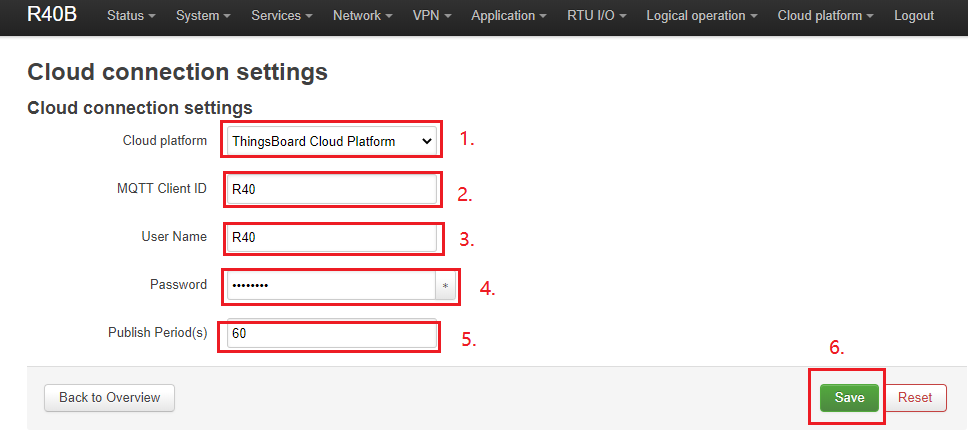 R40B Status System Services Network VPN Application RTU I/O Logical operation Cloud platform Logout
Cloud connection settings
Cloud connection settings
Cloud platform ThingsBoard Cloud Platform 1.
MQTT Client ID R40 2.
User Name R40 3.
Password •••••••• * 4.
Publish Period(s) 60 5.
6.
Back to Overview Save Reset